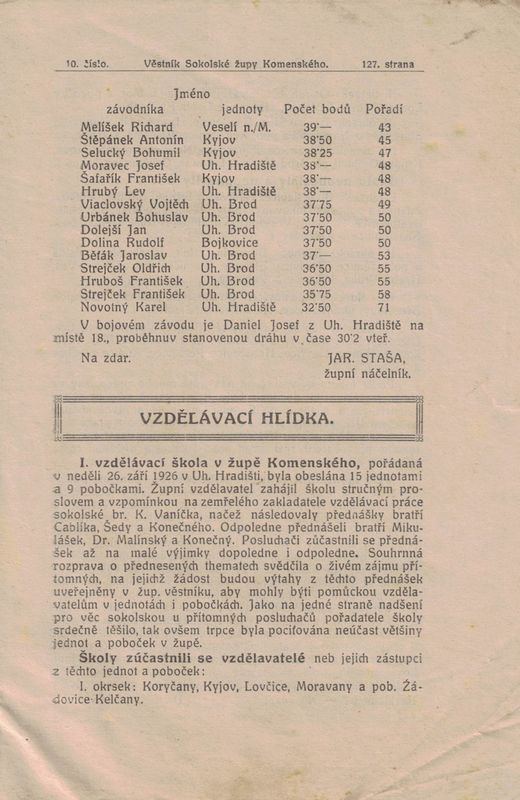 10. číslo. Věstník Sokolské župy Komenského. 127. strana
Jméno
závodníka jednoty Počet bodů Pořadí
Melíšek Richard Veselí n./M. 39·— 43
Štěpánek Antonín Kyjov 38·50 45
Selucký Bohumil Kyjov 38·25 47
Moravec Josef Uh. Hradiště 38·— 48
Šafařík František Kyjov 38·— 48
Hrubý Lev Uh. Hradiště 38·— 48
Viaclovský Vojtěch Uh. Brod 37·75 49
Urbánek Bohuslav Uh. Brod 37·50 50
Dolejší Jan Uh. Brod 37·50 50
Dolina Rudolf Bojkovice 37·50 50
Běťák Jaroslav Uh. Brod 37·— 53
Strejček Oldřich Uh. Brod 36·50 55
Hruboš František Uh. Brod 36·50 55
Strejček František Uh. Brod 35·75 58
Novotný Karel Uh. Hradiště 32·50 71
V bojovém závodu je Daniel Josef z Uh. Hradiště na
místě 18., proběhnuv stanovenou dráhu v čase 30·2 vteř.
Na zdar. JAR. STAŠA,
župní náčelník.
VZDĚLÁVACÍ HLÍDKA.
I. vzdělávací škola v župě Komenského, pořádaná
v neděli 26. září 1926 v Uh. Hradišti, byla obeslána 15 jednotami
a 9 pobočkami. Župní vzdělavatel zahájil školu stručným pro-
slovem a vzpomínkou na zemřelého zakladatele vzdělávací práce
sokolské br. K. Vaníčka, načež následovaly přednášky bratří
Cablíka, Šedy a Konečného. Odpoledne přednášeli bratří Miku-
lášek, Dr. Malinský a Konečný. Posluchači zúčastnili se předná-
šek až na malé výjimky dopoledne i odpoledne. Souhrnná
rozprava o přednesených thematech svědčila o živém zájmu pří-
tomných, na jejichž žádost budou výtahy z těchto přednášek
uveřejněny v žup. věstníku, aby mohly býti pomůckou vzděla-
vatelům v jednotách i pobočkách. Jako na jedné straně nadšení
pro věc sokolskou u přítomných posluchačů pořadatele školy
srdečně těšilo, tak ovšem trpce byla pociťována neúčast většiny
jednot a poboček v župě.
Školy zúčastnili se vzdělavatelé neb jejich zástupci
z těchto jednot a poboček:
I. okrsek: Koryčany, Kyjov, Lovčice, Moravany a pob. Žá-
dovice-Kelčany.